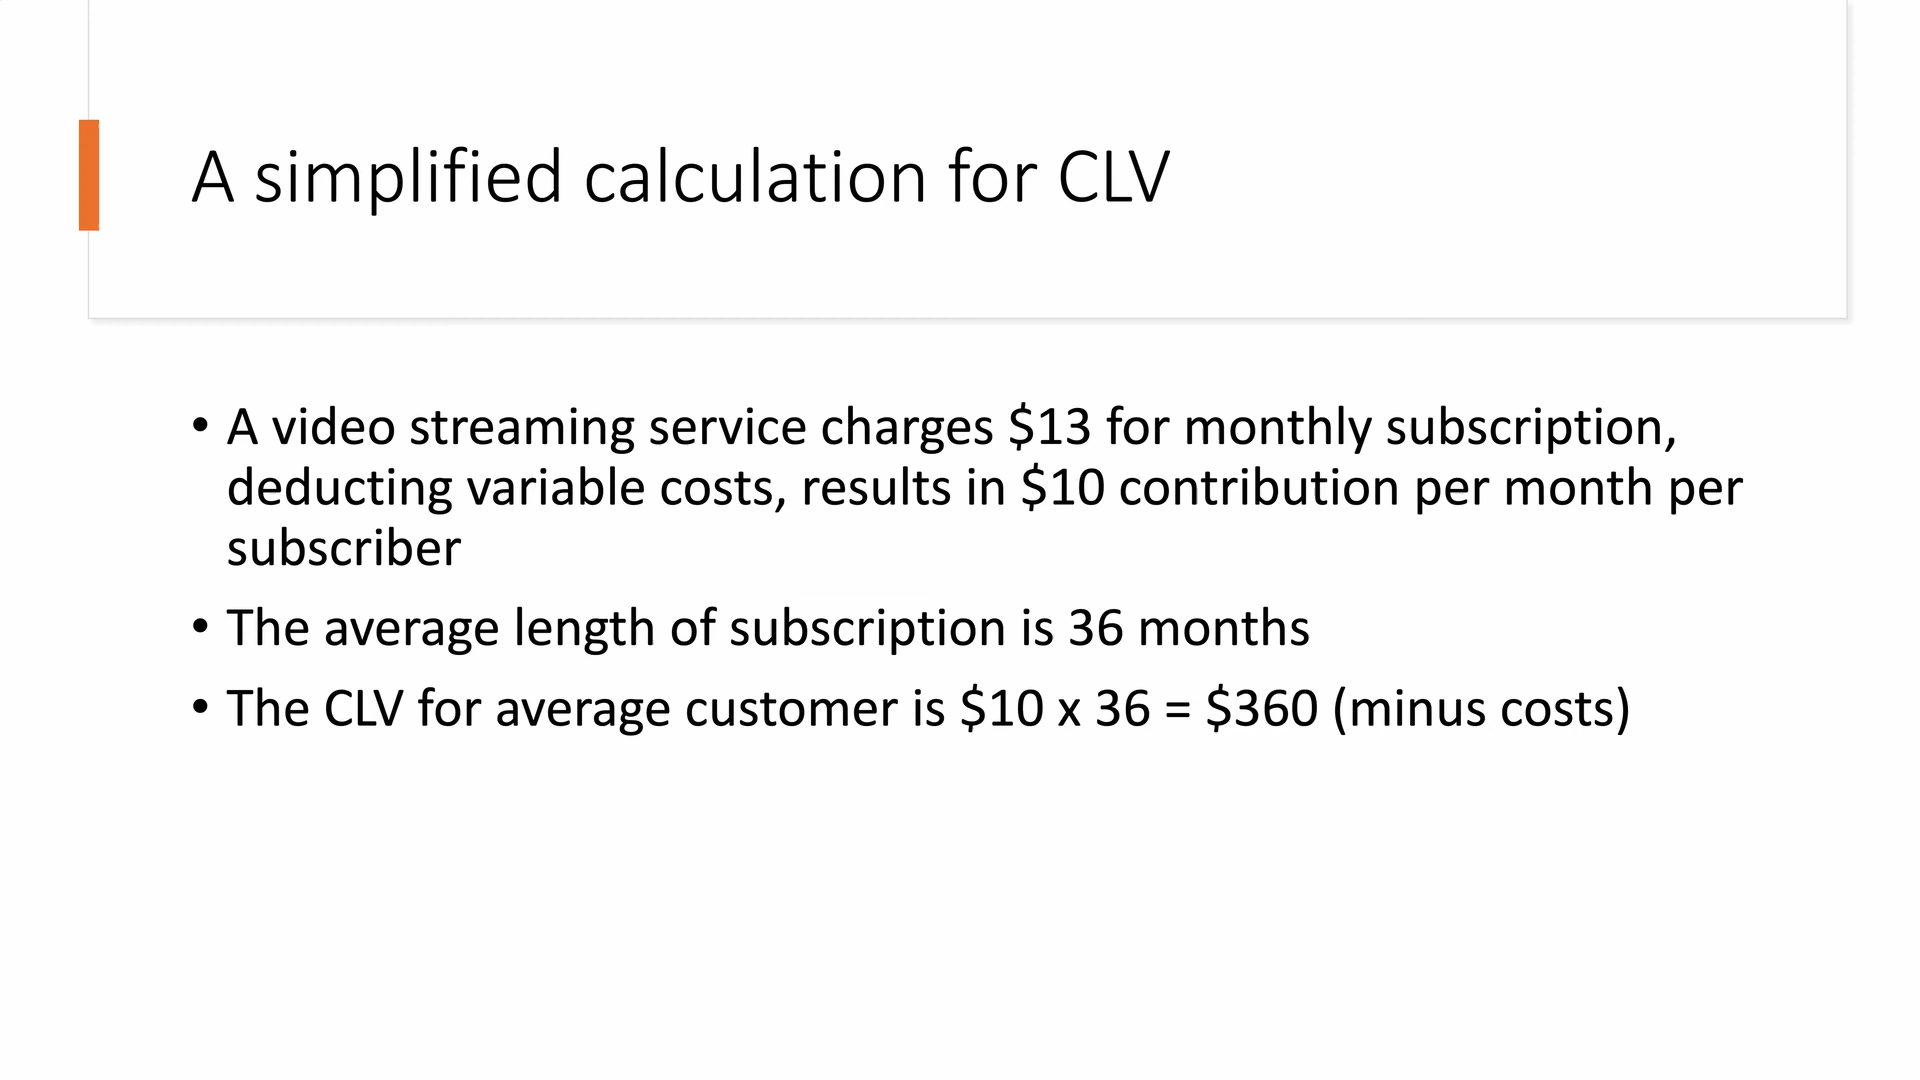 A simplified calculation for CLV
• A video streaming service charges $13 for monthly subscription,
deducting variable costs, results in $10 contribution per month per
subscriber
• The average length of subscription is 36 months
• The CLV for average customer is $10 x 36 = $360 (minus costs)